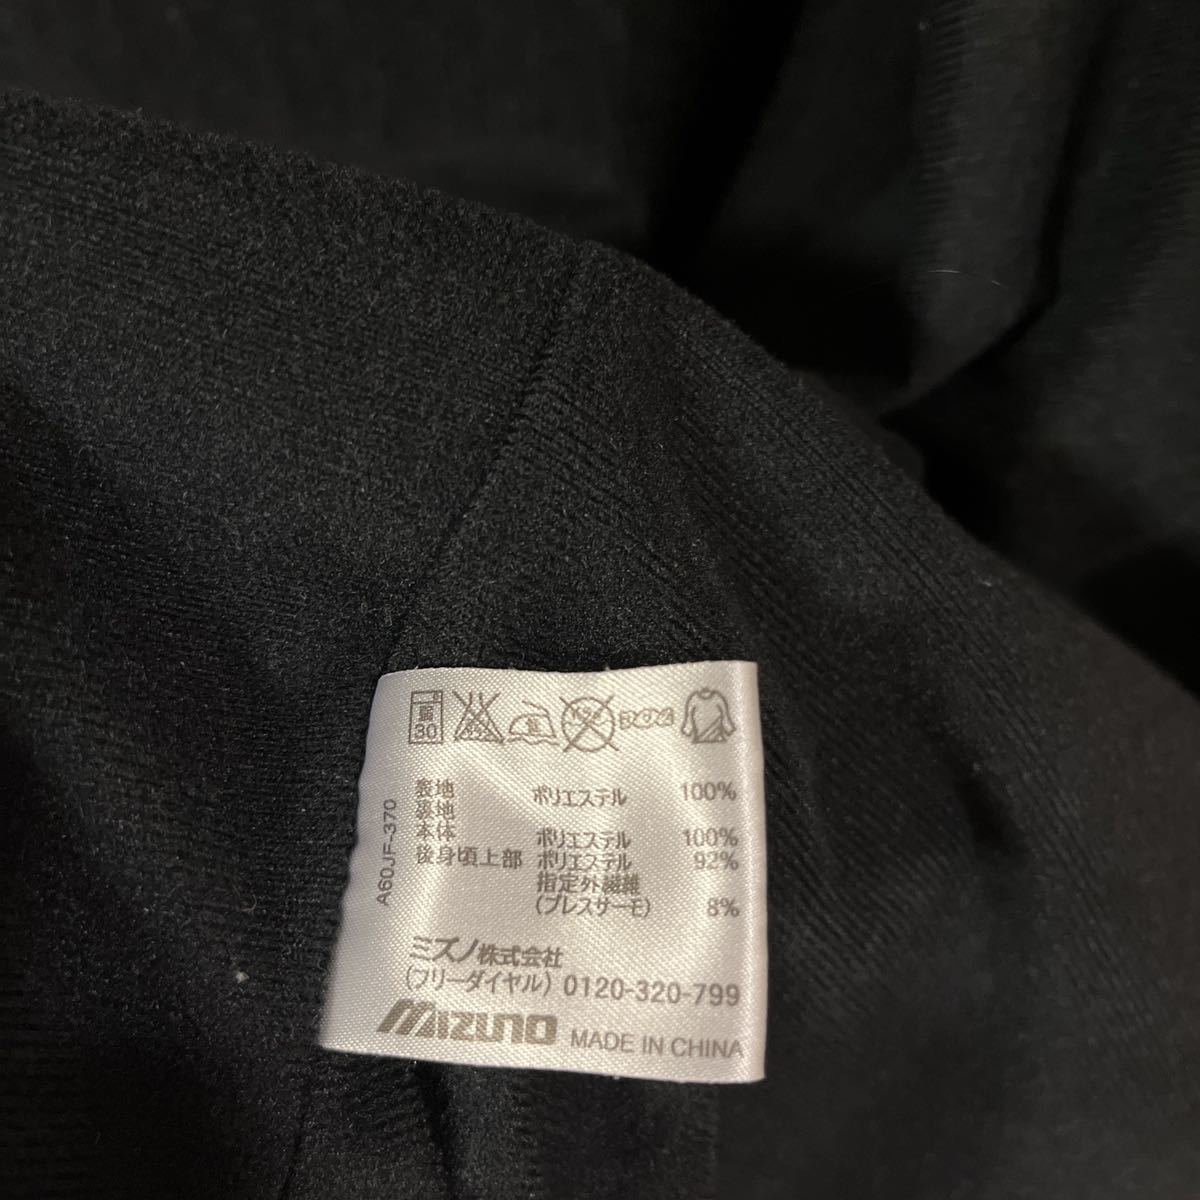 弱
30
A60JF-370
表地 ポリエステル 100%
裏地
本体 ポリエステル 100%
後身頃上部 ポリエステル 92%
指定外繊維
(ブレスサーモ) 8%
ミズノ株式会社
(フリーダイヤル) 0120-320-799
MIZUNO MADE IN CHINA